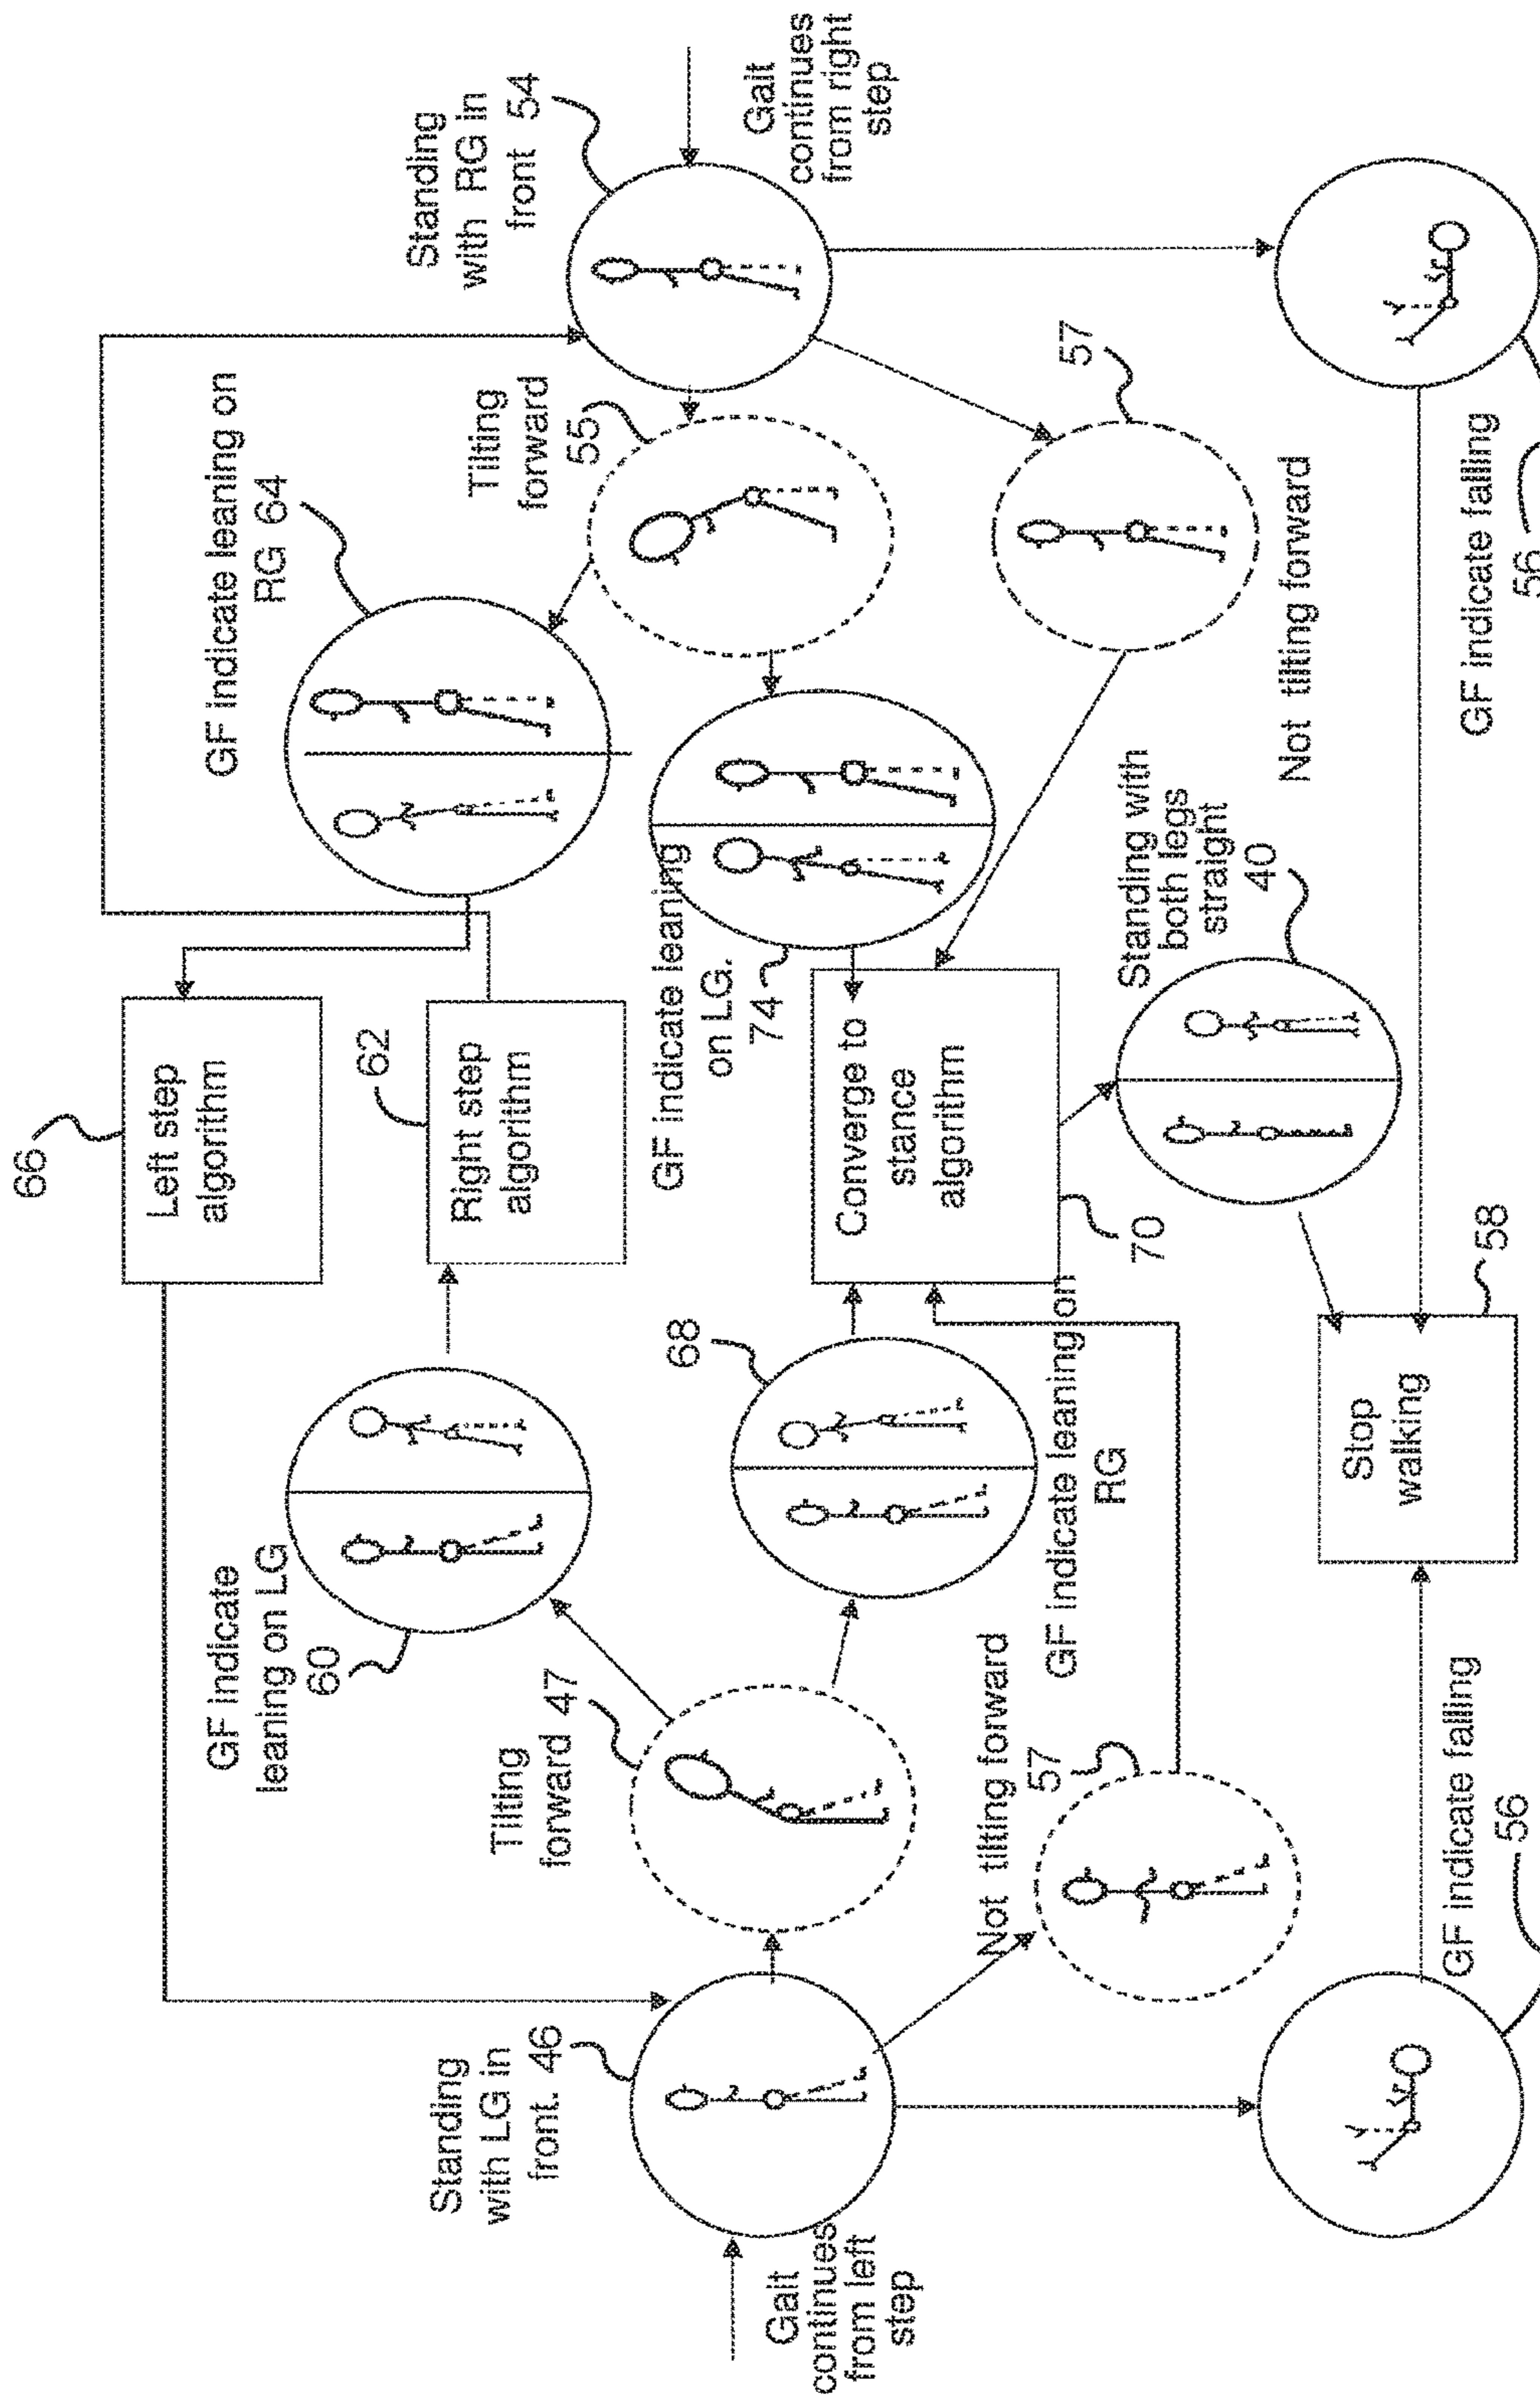 66
Left step
algorithm
GF indicate leaning on
RG 64
GF indicate
leaning on LG
60
62
Right step
algorithm
Standing
with RG in
front 54
Tilting
forward
55
Standing
with LG in
front. 46
Tilting
forward 47
GF indicate leaning
on LG.
74
68
Gait
continues
from left
step
Gait
continues
from right
step
Converge to
stance
algorithm
70
Not tilting forward
57
GF indicate leaning on
RG
57
Not tilting forward
Standing with
both legs
straight
40
Stop
walking
58
GF indicate falling
56
GF indicate falling
56